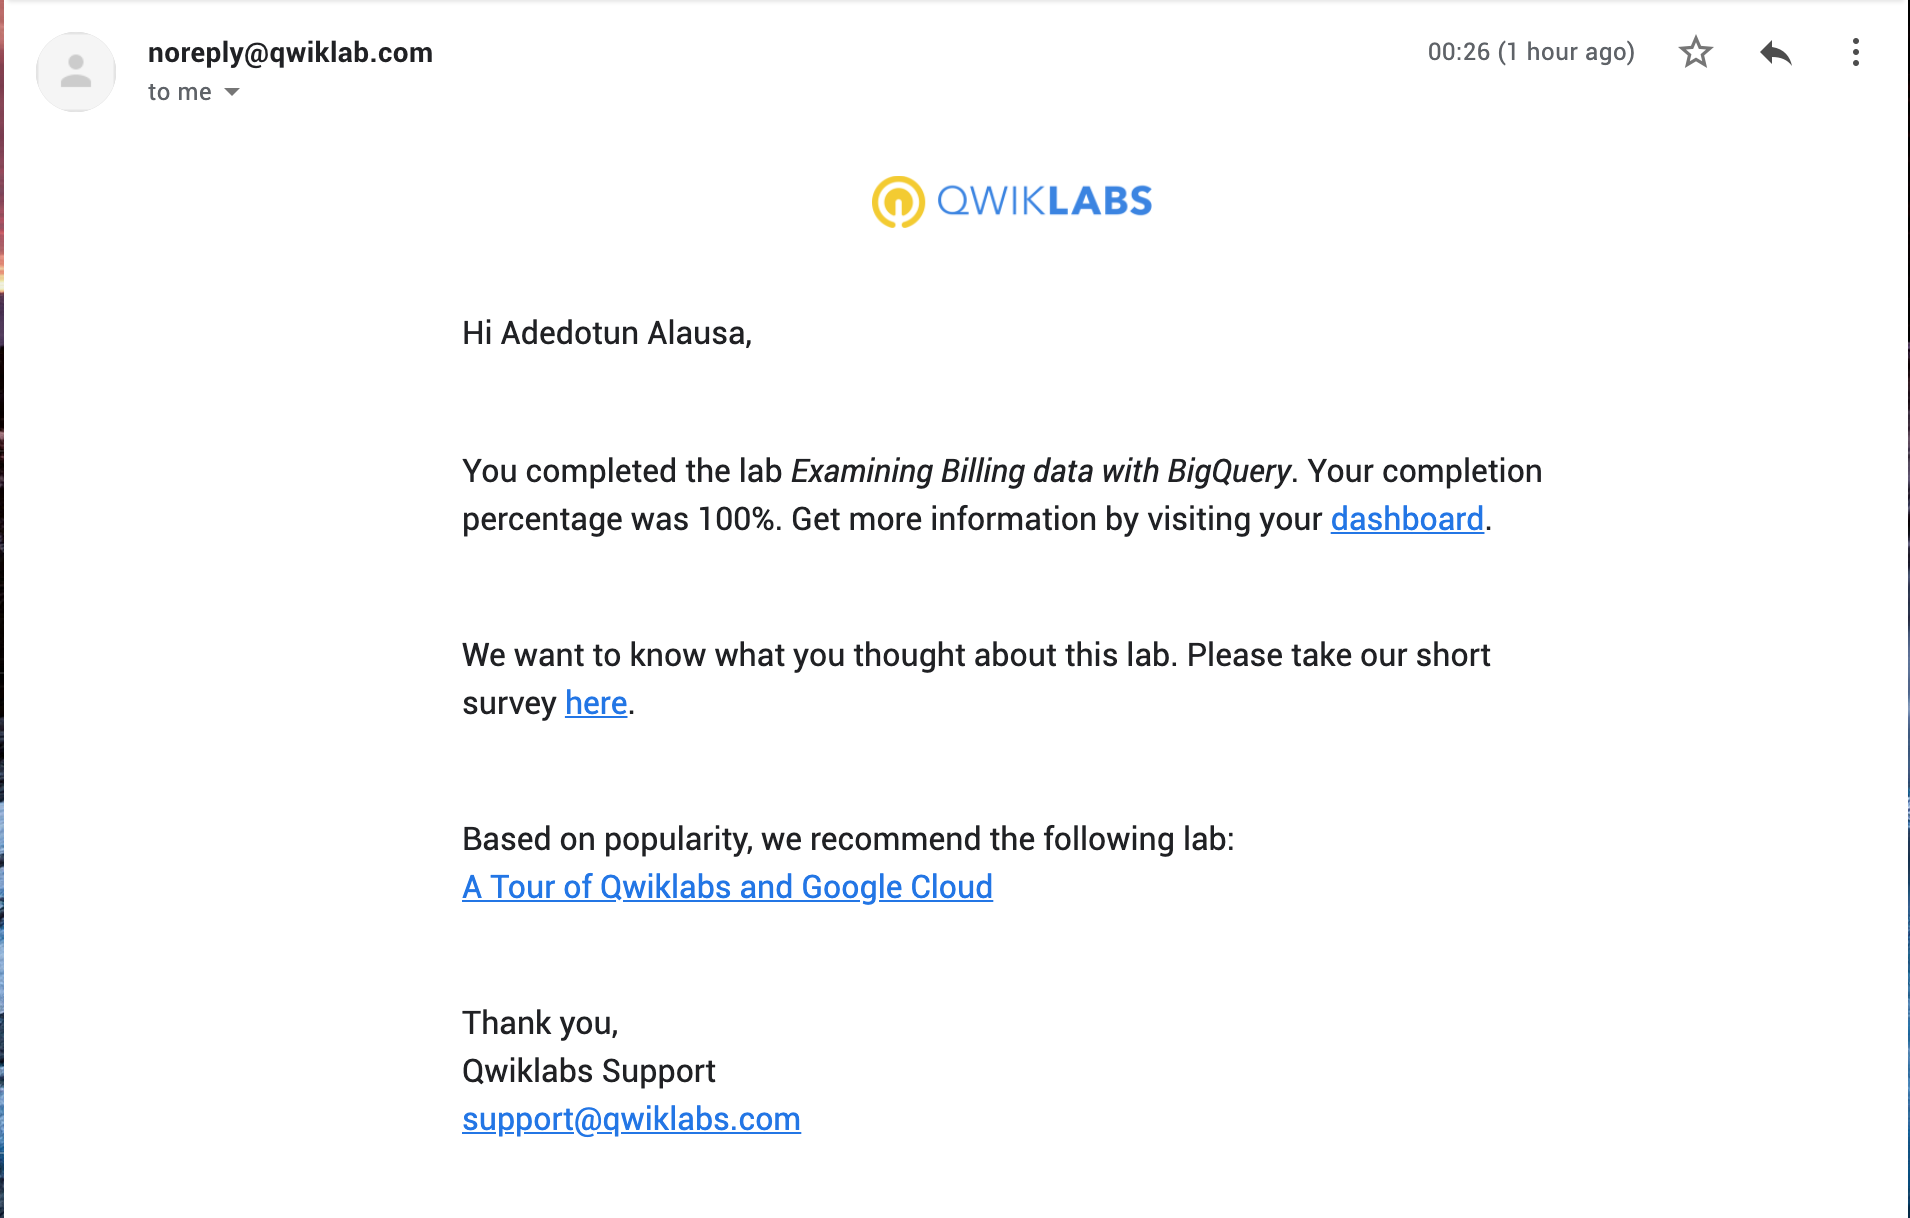 noreply@qwiklab.com
00:26 (1 hour ago)
to me
QWIKLABS
Hi Adedotun Alausa,
You completed the lab Examining Billing data with BigQuery. Your completion
percentage was 100%. Get more information by visiting your dashboard.
We want to know what you thought about this lab. Please take our short
survey here.
Based on popularity, we recommend the following lab:
A Tour of Qwiklabs and Google Cloud
Thank you,
Qwiklabs Support
support@qwiklabs.com